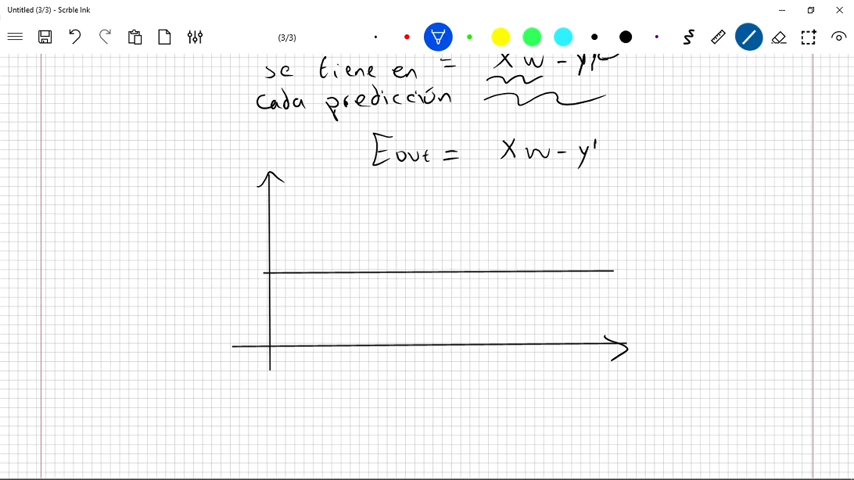 Untitled (3/3) - Scrble Ink
(3/3)
se tiene en = Xw - y
cada predicción
Eout = Xw - y'